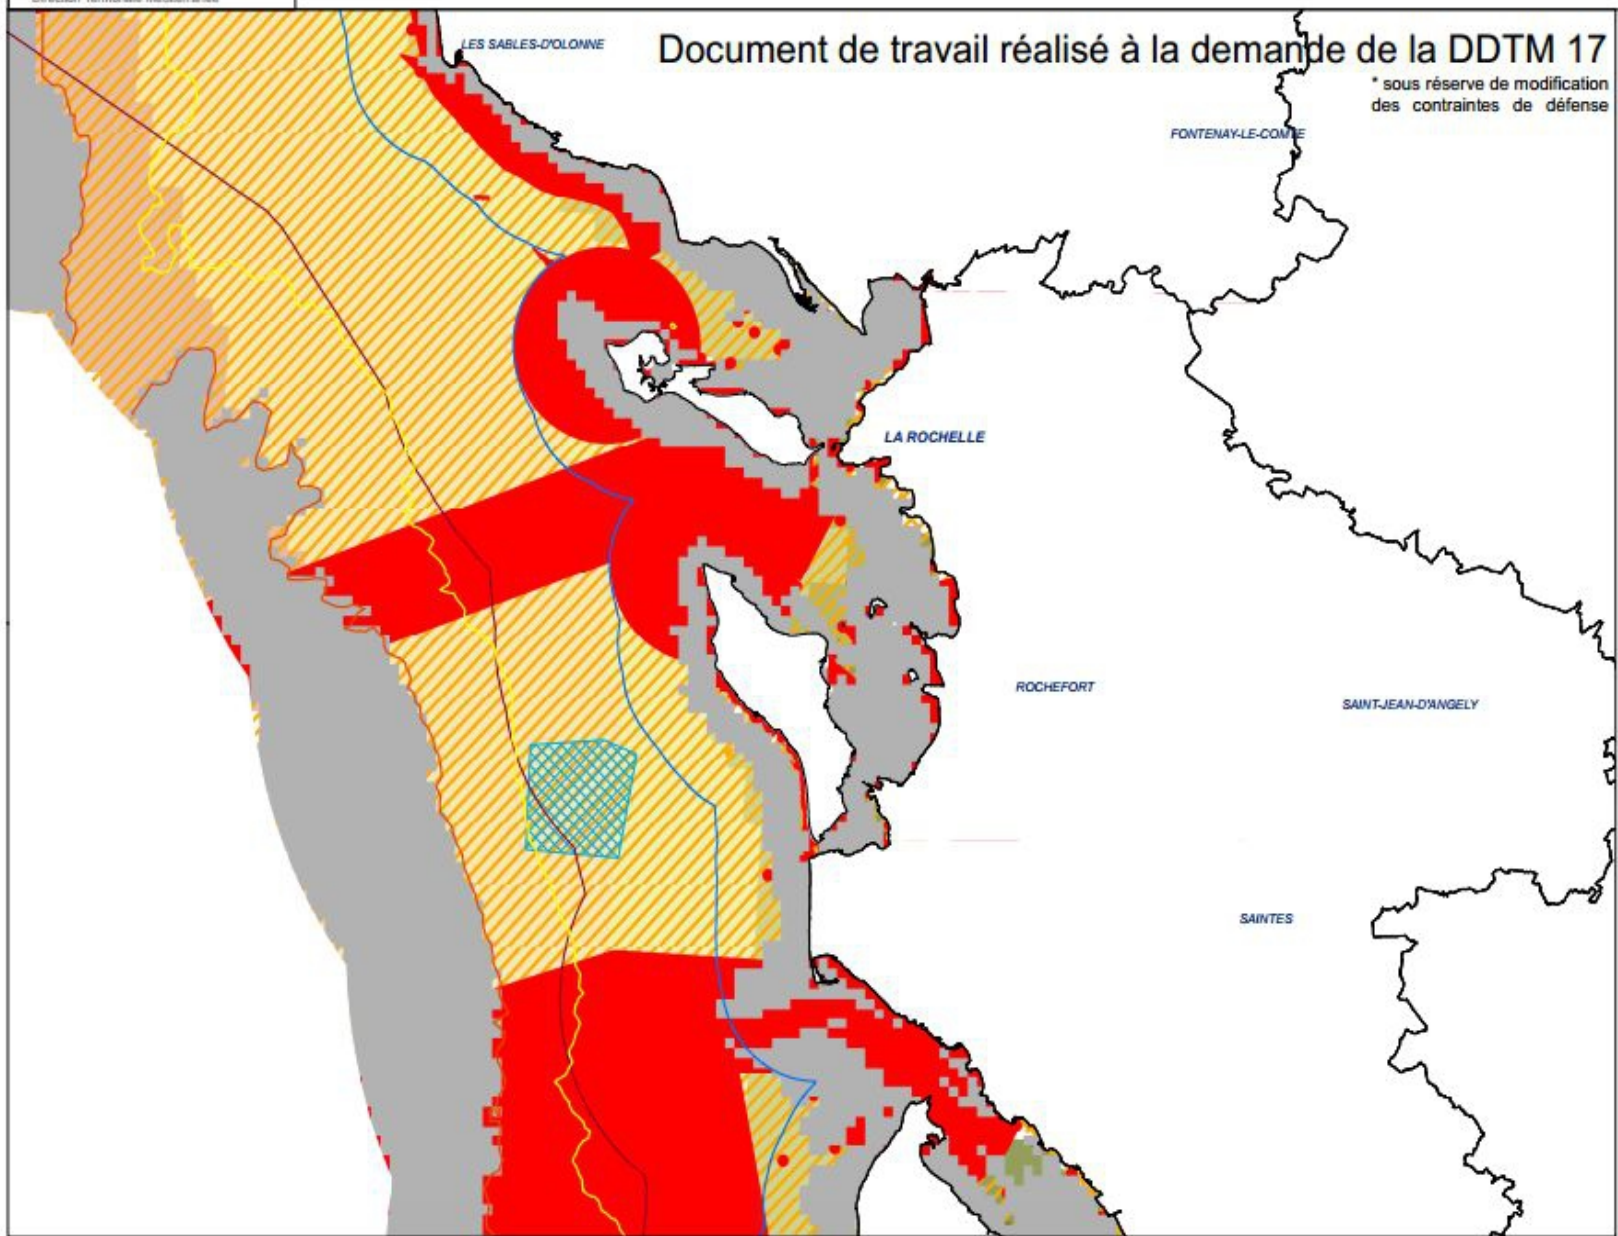 LES SABLES-D'OLONNE
Document de travail réalisé à la demande de la DDTM 17
* sous réserve de modification
des contraintes de défense
FONTENAY-LE-COMTE
LA ROCHELLE
ROCHEFORT
SAINT-JEAN-D'ANGELY
SAINTES